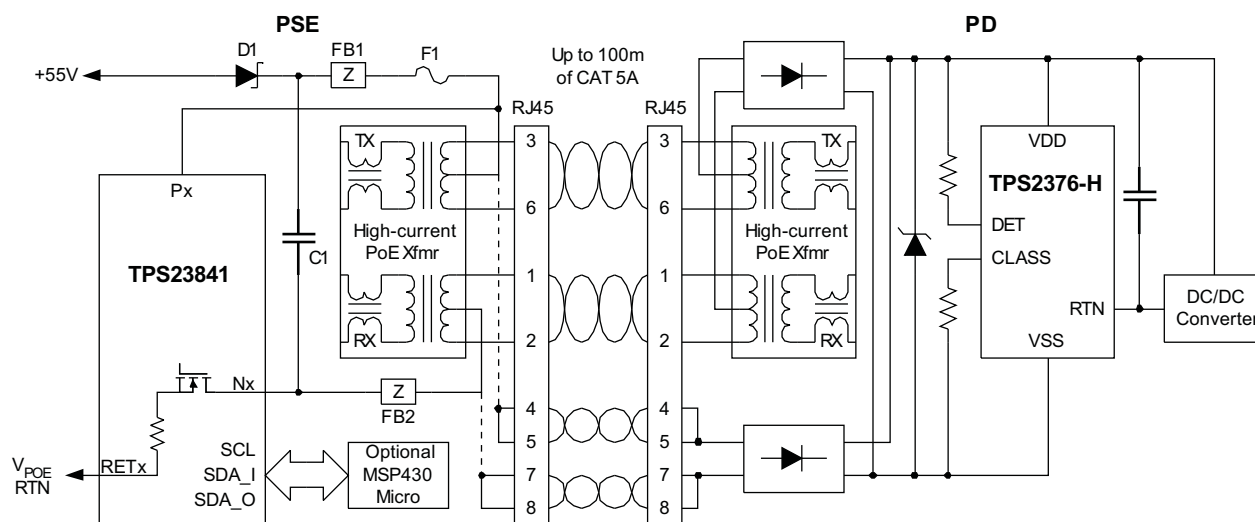 PSE
PD
D1
FB1
F1
Up to 100m
of CAT 5A
+55V
Z
RJ45
RJ45
TX
3
3
TX
VDD
Px
TPS2376-H
6
6
High-current
PoE Xfmr
High-current
PoE Xfmr
DET
C1
CLASS
TPS23841
1
1
DC/DC
Converter
RTN
RX
2
2
RX
VSS
Nx
Z
FB2
4
4
5
5
SCL
Optional
MSP430
Micro
VPOE
RTN
RETx
SDA_I
SDA_O
7
7
8
8